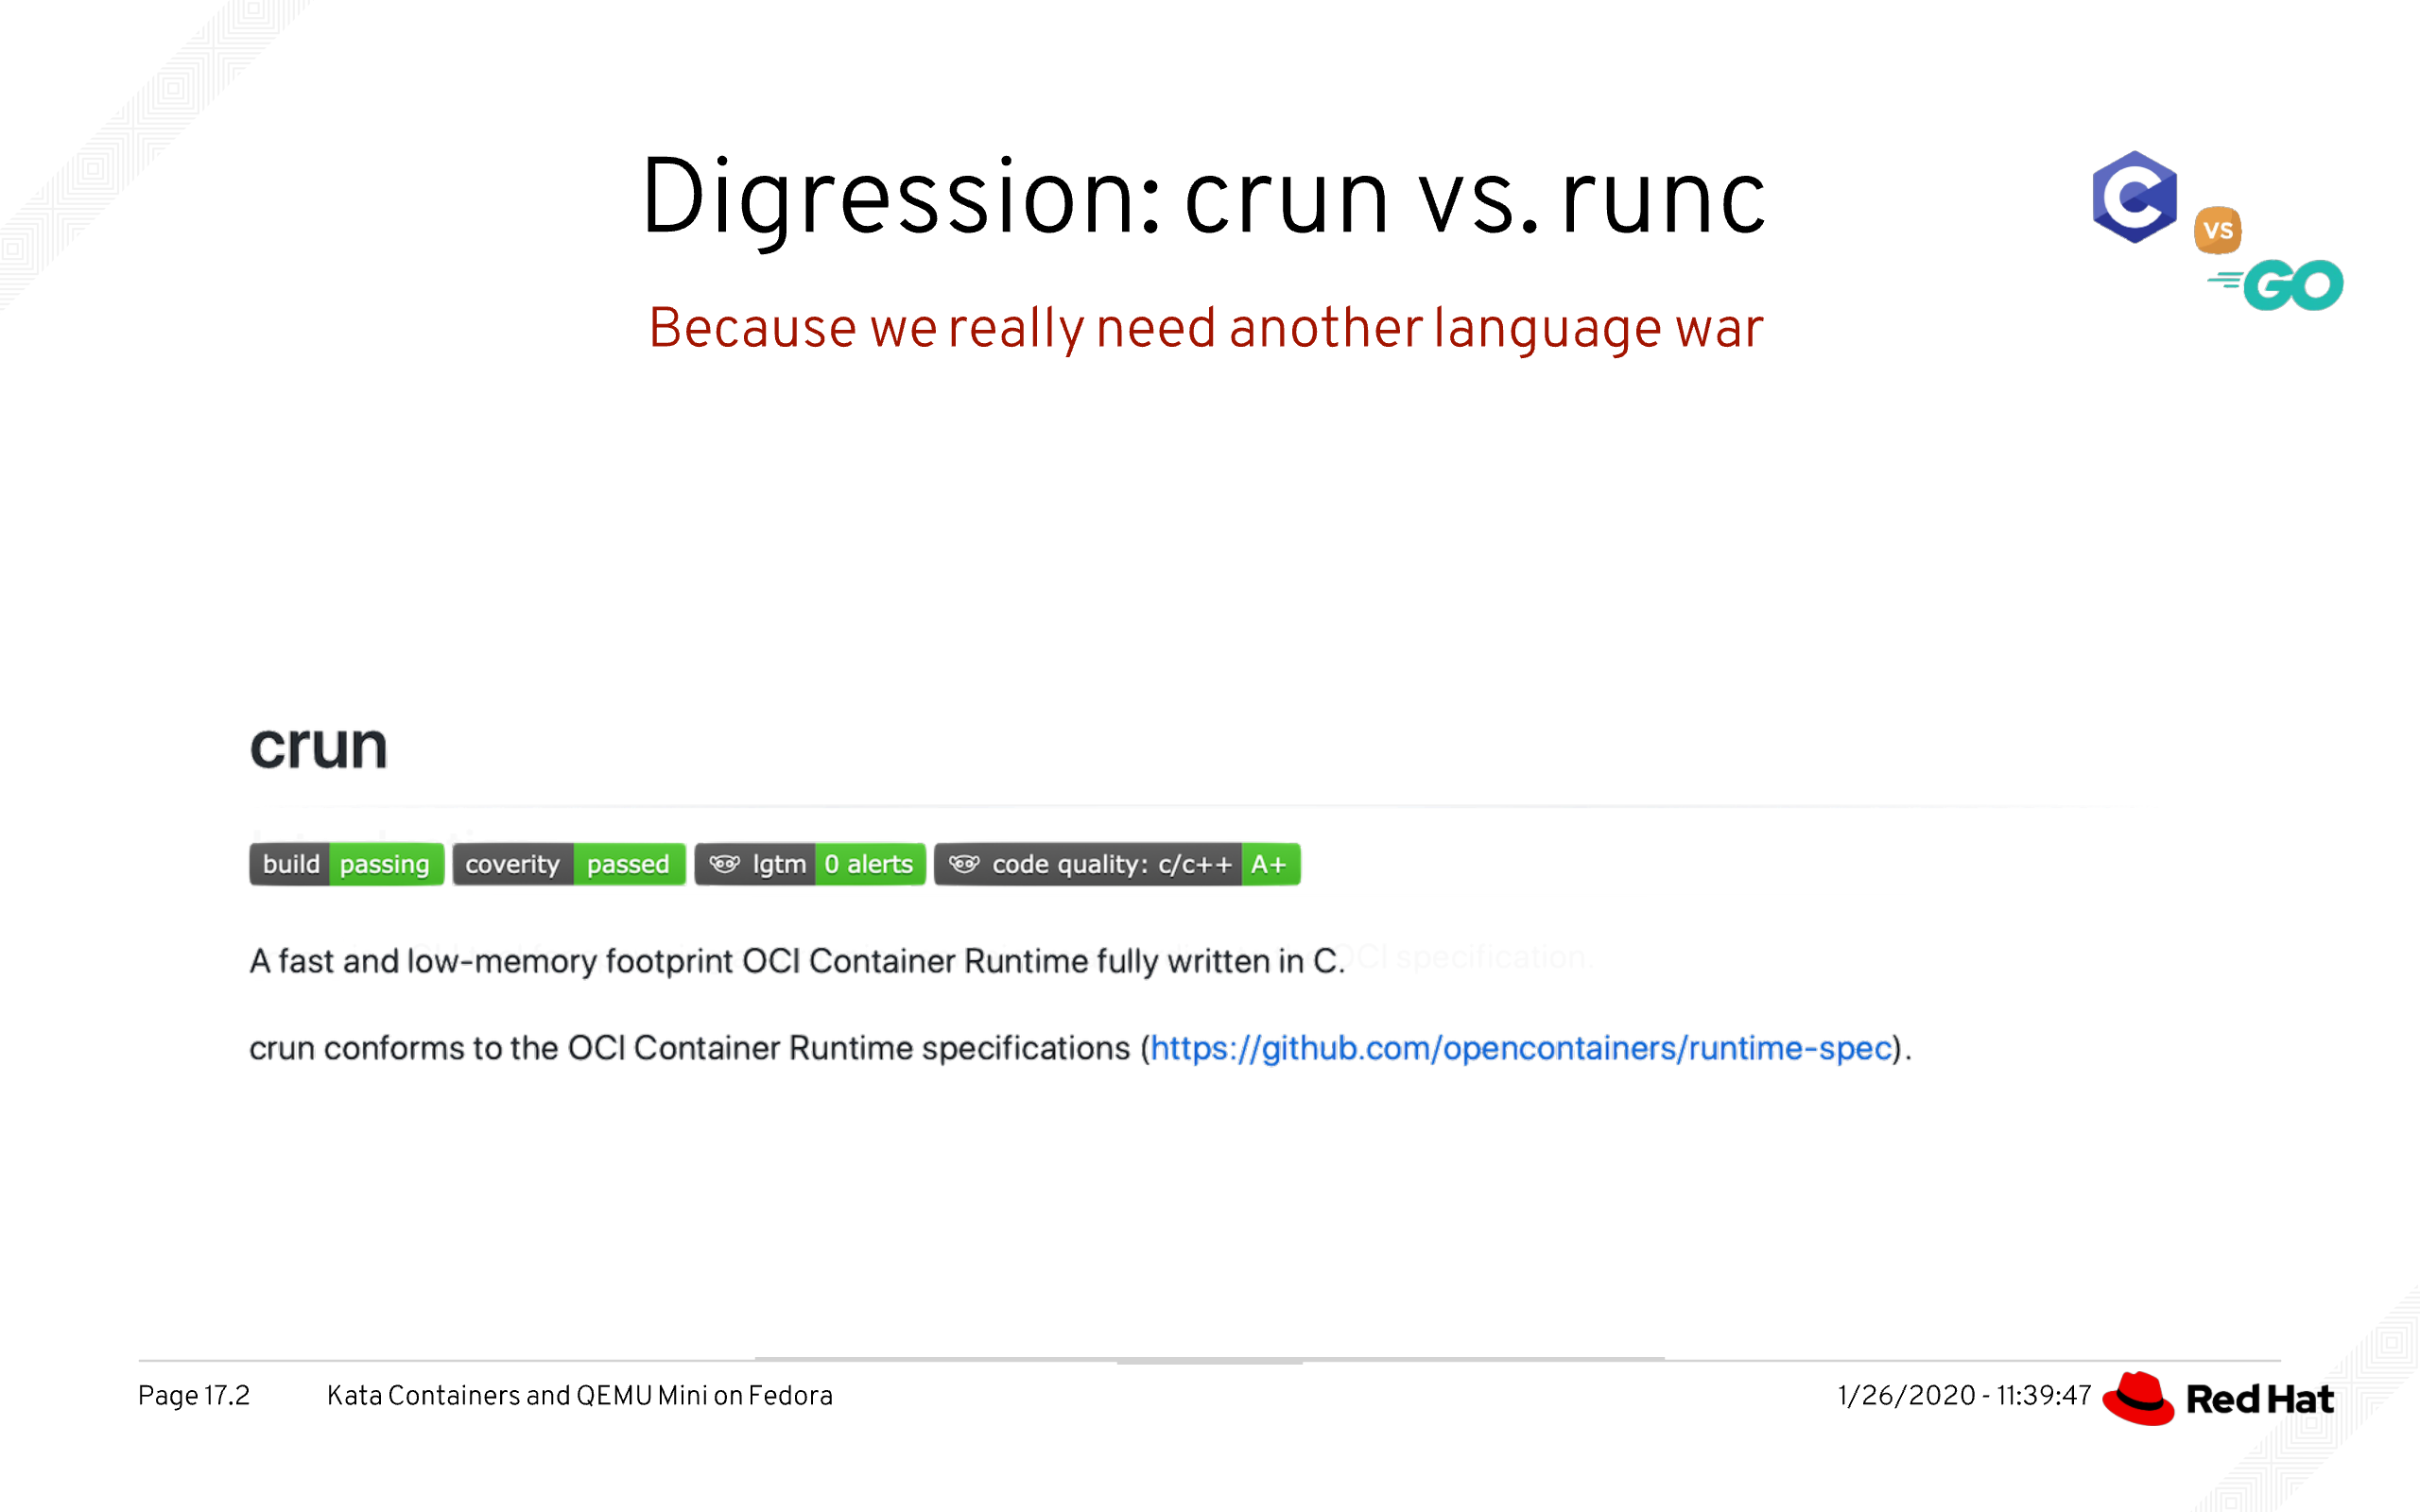 Digression: crun vs. runc
C
VS
GO
Because we really need another language war
crun
build passing coverity passed lgtm 0 alerts code quality: c/c++ A+
A fast and low-memory footprint OCI Container Runtime fully written in C.
OCI specification.
crun conforms to the OCI Container Runtime specifications (https://github.com/opencontainers/runtime-spec).
Page 17.2 Kata Containers and QEMU Mini on Fedora 1/26/2020 - 11:39:47 Red Hat